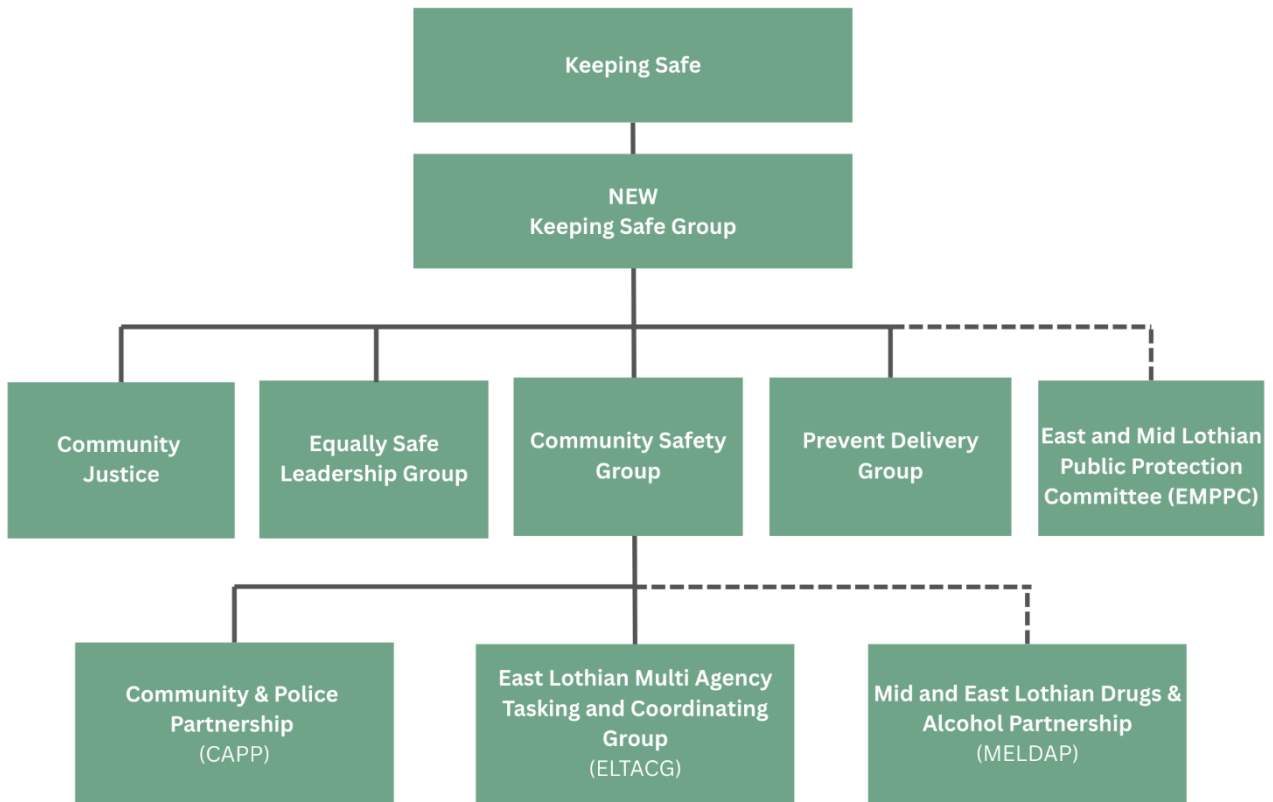 Keeping Safe
NEW
Keeping Safe Group
Community
Justice
Equally Safe
Leadership Group
Community Safety
Group
Prevent Delivery
Group
East and Mid Lothian
Public Protection
Committee (EMPPC)
Community & Police
Partnership
(CAPP)
East Lothian Multi Agency
Tasking and Coordinating
Group
(ELTACG)
Mid and East Lothian Drugs &
Alcohol Partnership
(MELDAP)